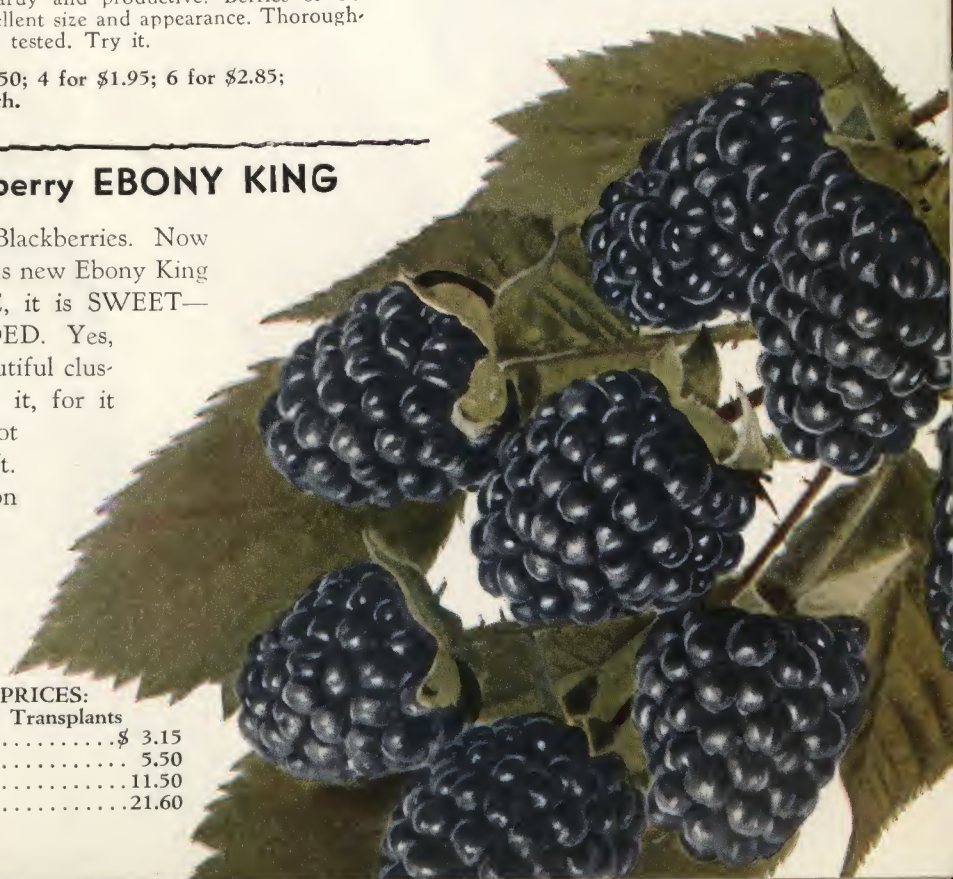 ardy and productive. Berries of
ellent size and appearance. Thorough-
tested. Try it.
50; 4 for $1.95; 6 for $2.85;
h.
berry EBONY KING
Blackberries. Now
s new Ebony King
, it is SWEET—
DED. Yes,
utiful clus-
it, for it
ot
t.
on
PRICES:
Transplants
..........$ 3.15
............ 5.50
............11.50
............21.60